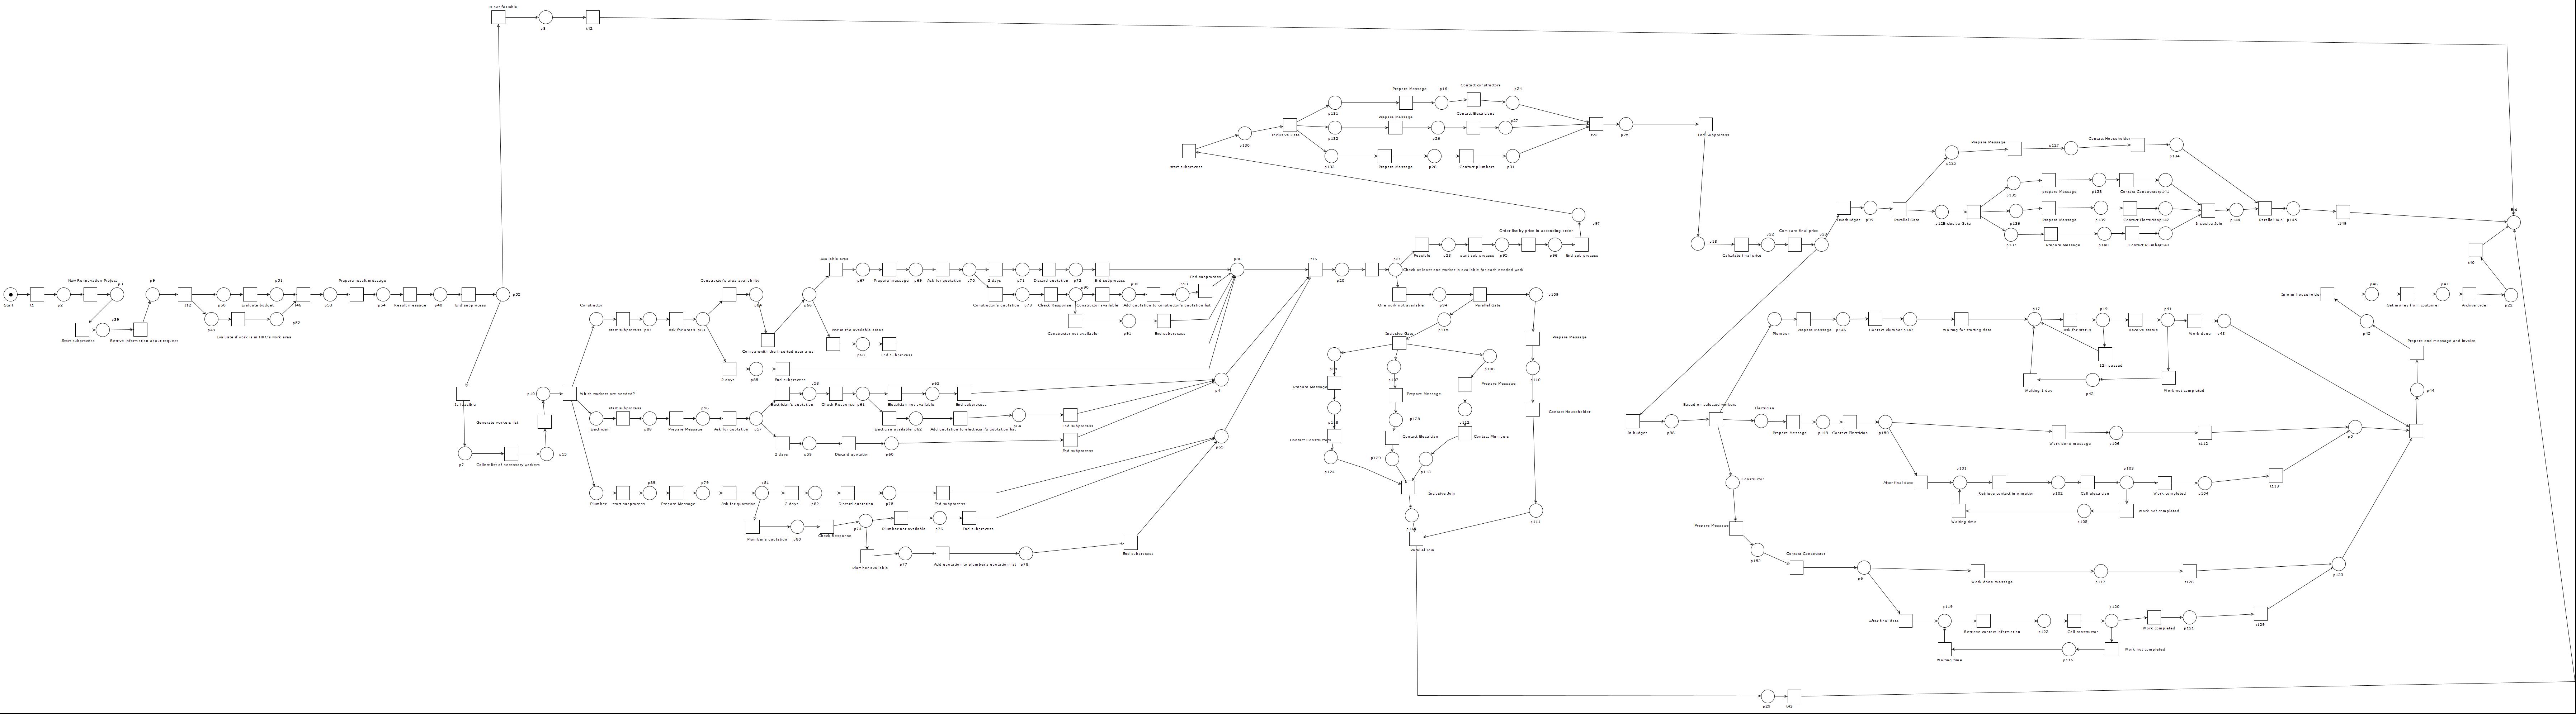 Is not feasible
p8
t42
Contact constructors
Prepare Message
p16
p24
p131
Prepare Message
Contact Electricians
p27
Inclusive Gate
p132
p26
t22
p25
End Subprocess
p130
start subprocess
p133
Prepare Message
p28
Contact plumbers
p31
Prepare Message
p127
Contact Householder
p134
p125
p135
prepare Message
p138
Contact Constructor
p141
Overbudget
p99
Parallel Gate
p126
Inclusive Gate
p136
Prepare Message
p139
Contact Electrician
p142
Inclusive Join
p144
Parallel Join
p145
t149
End
p137
Prepare Message
p140
Contact Plumber
p143
p97
Order list by price in ascending order
Feasible
p23
start sub process
p95
p96
End sub process
p18
Calculate final price
p32
Compare final price
p33
t40
p22
Start
t1
p2
New Rennovation Project
p3
Start subprocess
p39
Retrive information about request
p5
t12
p50
Evaluate budget
p51
p49
Evaluate if work is in HRC's work area
p52
t46
p53
Prepare result message
p54
Result message
p40
End subprocess
p55
Is feasible
p7
Collect list of necessary workers
p15
Generate workers list
p10
Which workers are needed?
Constructor
start subprocess
p87
Ask for areas
p83
Constructor's area availability
p84
Compare with the inserted user area
p66
Available area
p67
Prepare message
p69
Ask for quotation
p70
2 days
p71
Discard quotation
p72
End subprocess
p86
Constructor's quotation
p73
Check Response
p90
Constructor available
p92
Add quotation to constructor's quotation list
p93
End subprocess
Constructor not available
p91
End subprocess
Not in the available areas
p68
End Subprocess
2 days
p85
End subprocess
t16
p20
p21
Check at least one worker is available for each needed work
One work not available
p94
Parallel Gate
p109
p115
Inclusive Gate
p107
p108
Prepare Message
Prepare Message
Prepare Message
Prepare Message
p110
p128
Contact Constructors
Contact Electrician
Contact Plumbers
Contact Householder
p124
p129
p113
Inclusive Join
p111
Parallel Join
Electrician
start subprocess
p88
Prepare Message
p56
Ask for quotation
p57
Electrician's quotation
p58
Check Response
p61
Electrician not available
p63
End subprocess
p4
Electrician available
p62
Add quotation to electrician's quotation list
p64
End subprocess
2 days
p59
Discard quotation
p60
End subprocess
p65
Plumber
start subprocess
p89
Prepare Message
p79
Ask for quotation
p81
2 days
p82
Discard quotation
p75
End subprocess
Plumber's quotation
p80
Check Response
p74
Plumber not available
p76
End subprocess
Plumber available
p77
Add quotation to plumber's quotation list
p78
End subprocess
Inform householder
p46
Get money from costumer
p47
Archive order
Plumber
Prepare Message
p146
Contact Plumber
p147
Waiting for starting date
p17
Ask for status
p19
Receive status
p41
Work done
p43
12h passed
Waiting 1 day
p42
Work not completed
p45
Prepare end message and invoice
p44
In budget
p98
Based on selected workers
Electrician
Prepare Message
p149
Contact Electrician
p150
Work done message
p106
t112
After final date
p101
Retrieve contact information
p102
Call electrician
p103
Work completed
p104
t113
Waiting time
p105
Work not completed
Constructor
Prepare Message
p152
Contact Constructor
p6
Work done message
p117
t128
p123
After final date
p119
Retrieve contact information
p122
Call constructor
p120
Work completed
p121
t129
Waiting time
p116
Work not completed
p29
t43